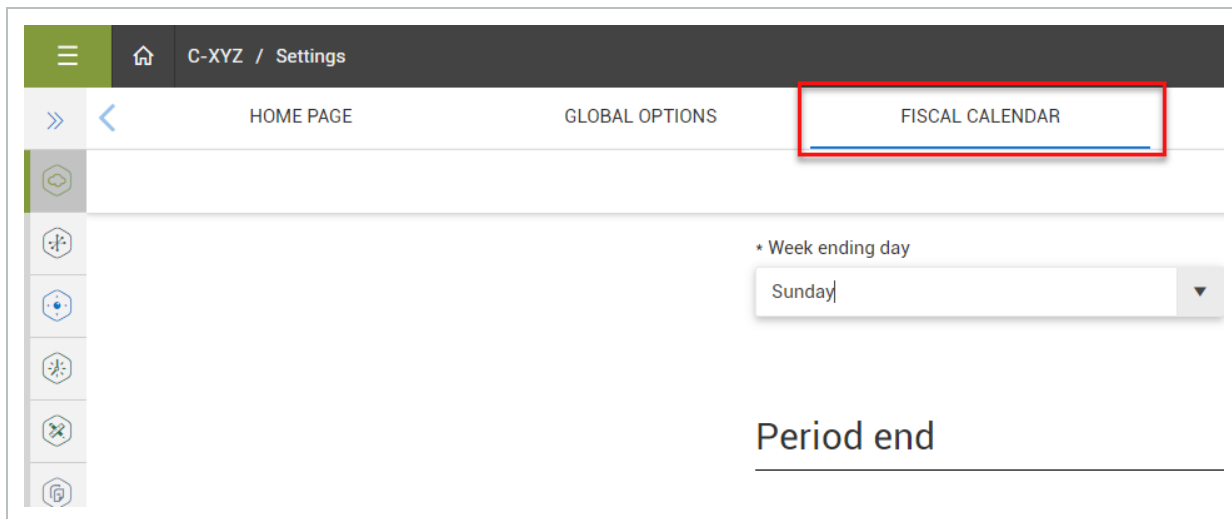 C-XYZ / Settings
HOME PAGE
GLOBAL OPTIONS
FISCAL CALENDAR
* Week ending day
Sunday
Period end